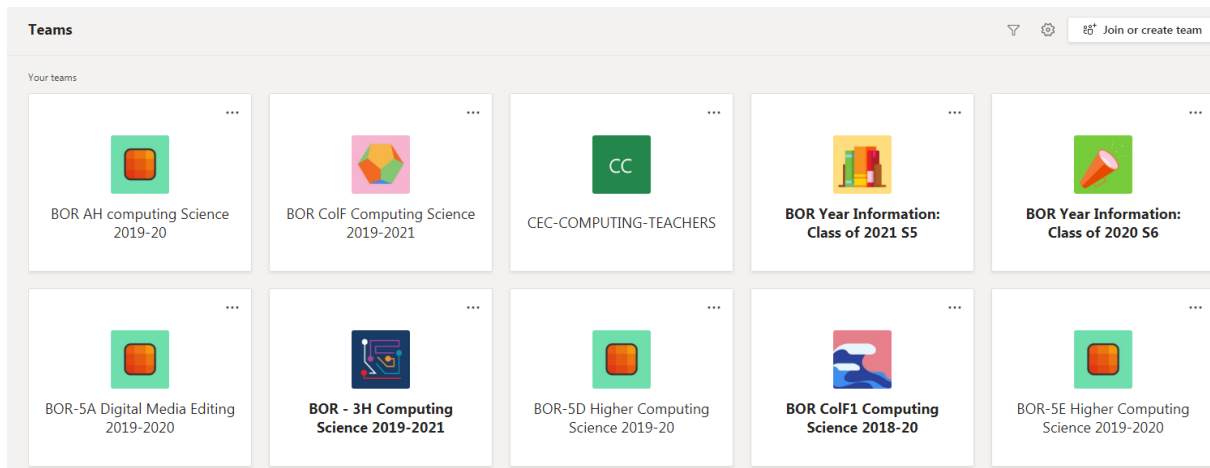 Teams
Join or create team
Your teams
BOR AH computing Science
2019-20
BOR ColF Computing Science
2019-2021
CC
CEC-COMPUTING-TEACHERS
BOR Year Information:
Class of 2021 S5
BOR Year Information:
Class of 2020 S6
BOR-5A Digital Media Editing
2019-2020
BOR - 3H Computing
Science 2019-2021
BOR-5D Higher Computing
Science 2019-20
BOR ColF1 Computing
Science 2018-20
BOR-5E Higher Computing
Science 2019-2020